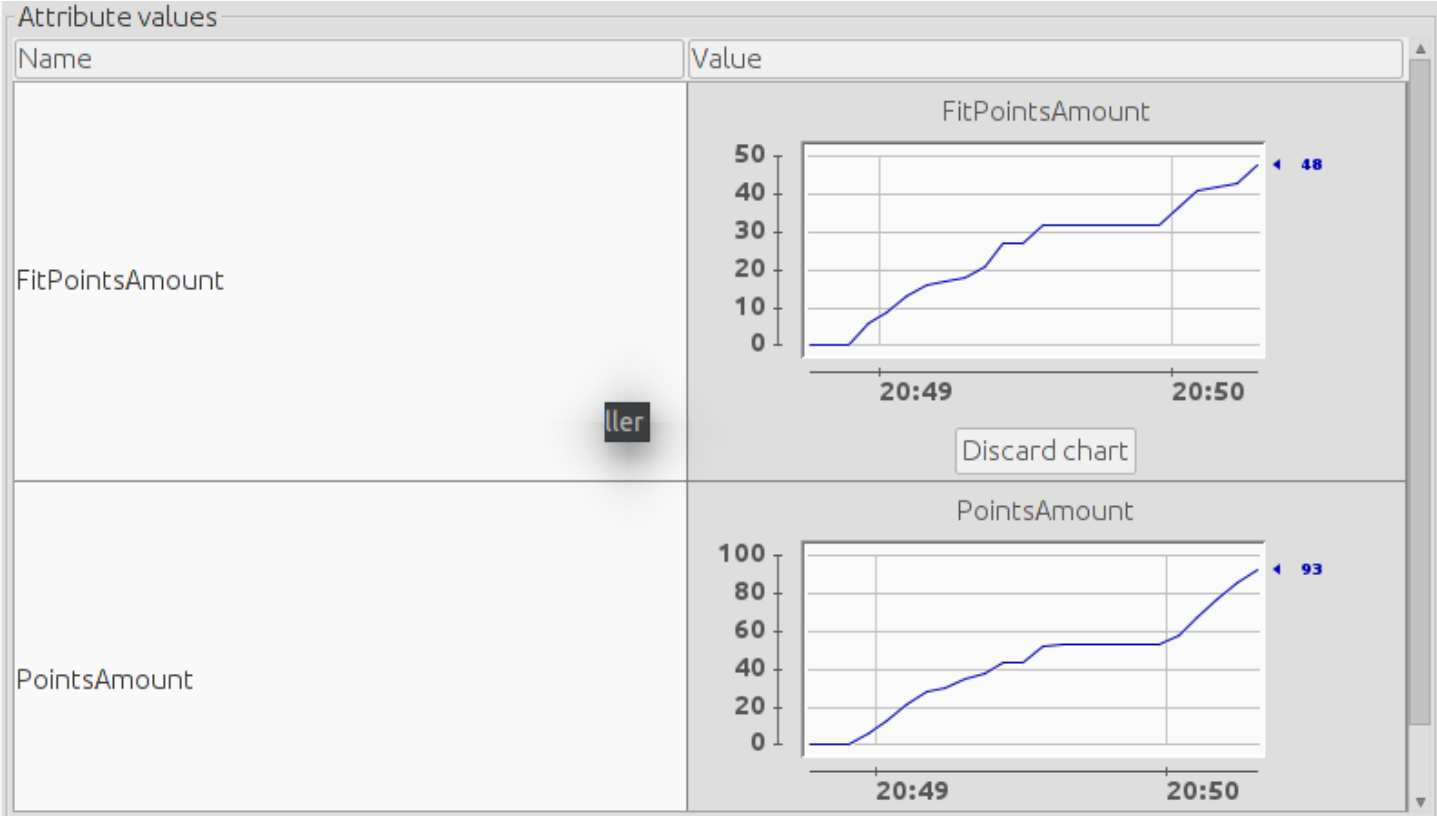 Attribute values
Name Value
FitPointsAmount
50
40
30
20
10
0
48
20:49 20:50
FitPointsAmount
ller
Discard chart
PointsAmount
100
80
60
40
20
0
93
20:49 20:50
PointsAmount